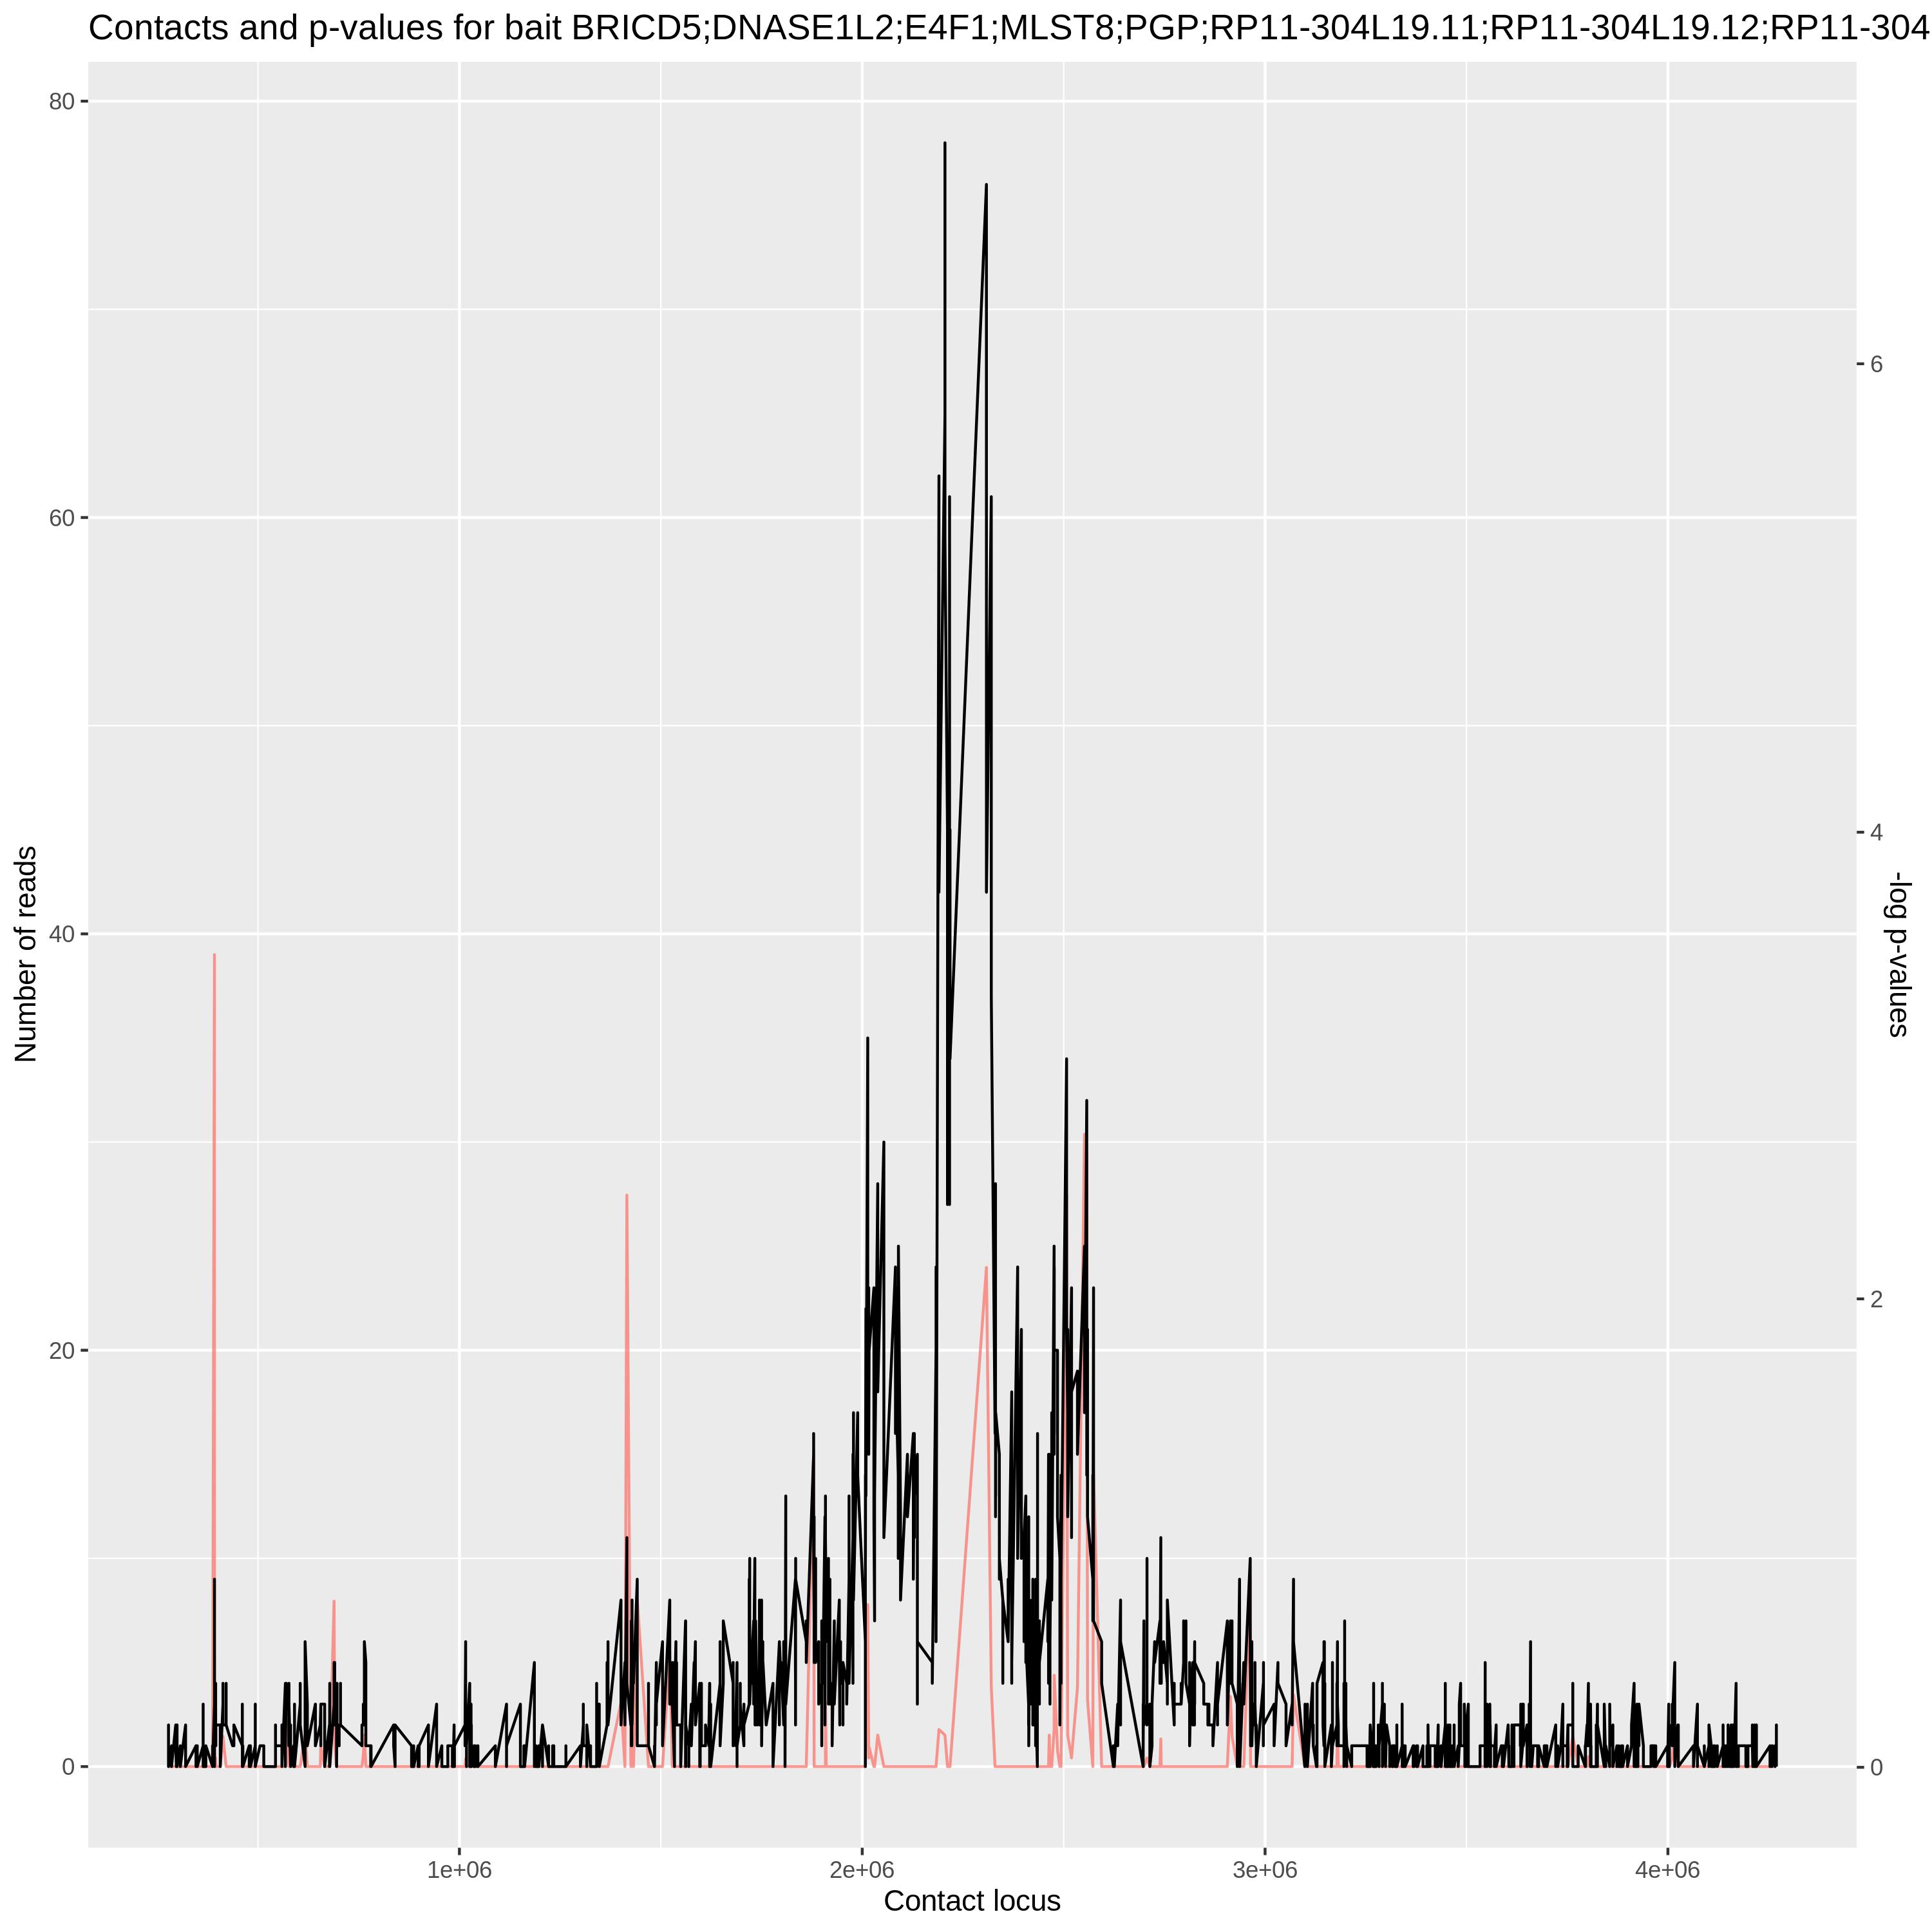 Contacts and p-values for bait BRICD5;DNASE1L2;E4F1;MLST8;PGP;RP11-304L19.11;RP11-304L19.12;RP11-304
80
60
40
20
0
6
4
2
0
Number of reads
-log p-values
1e+06
2e+06
3e+06
4e+06
Contact locus